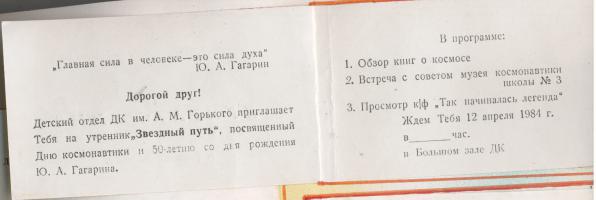 „Главная сила в человеке—это сила духа"
Ю. А. Гагарин
Дорогой друг!
Детский отдел ДК им. А. М. Горького приглашает
Тебя на утренник „Звездный путь", посвященный
Дню космонавтики и 50-летию со дня рождения
Ю. А. Гагарина.
В программе:
1. Обзор книг о космосе
2. Встреча с советом музея космонавтики
школы № 3
3. Просмотр к|ф „Так начиналась легенда"
Ждем Тебя 12 апреля 1984 г.
в______час.
в Большом зале ДК